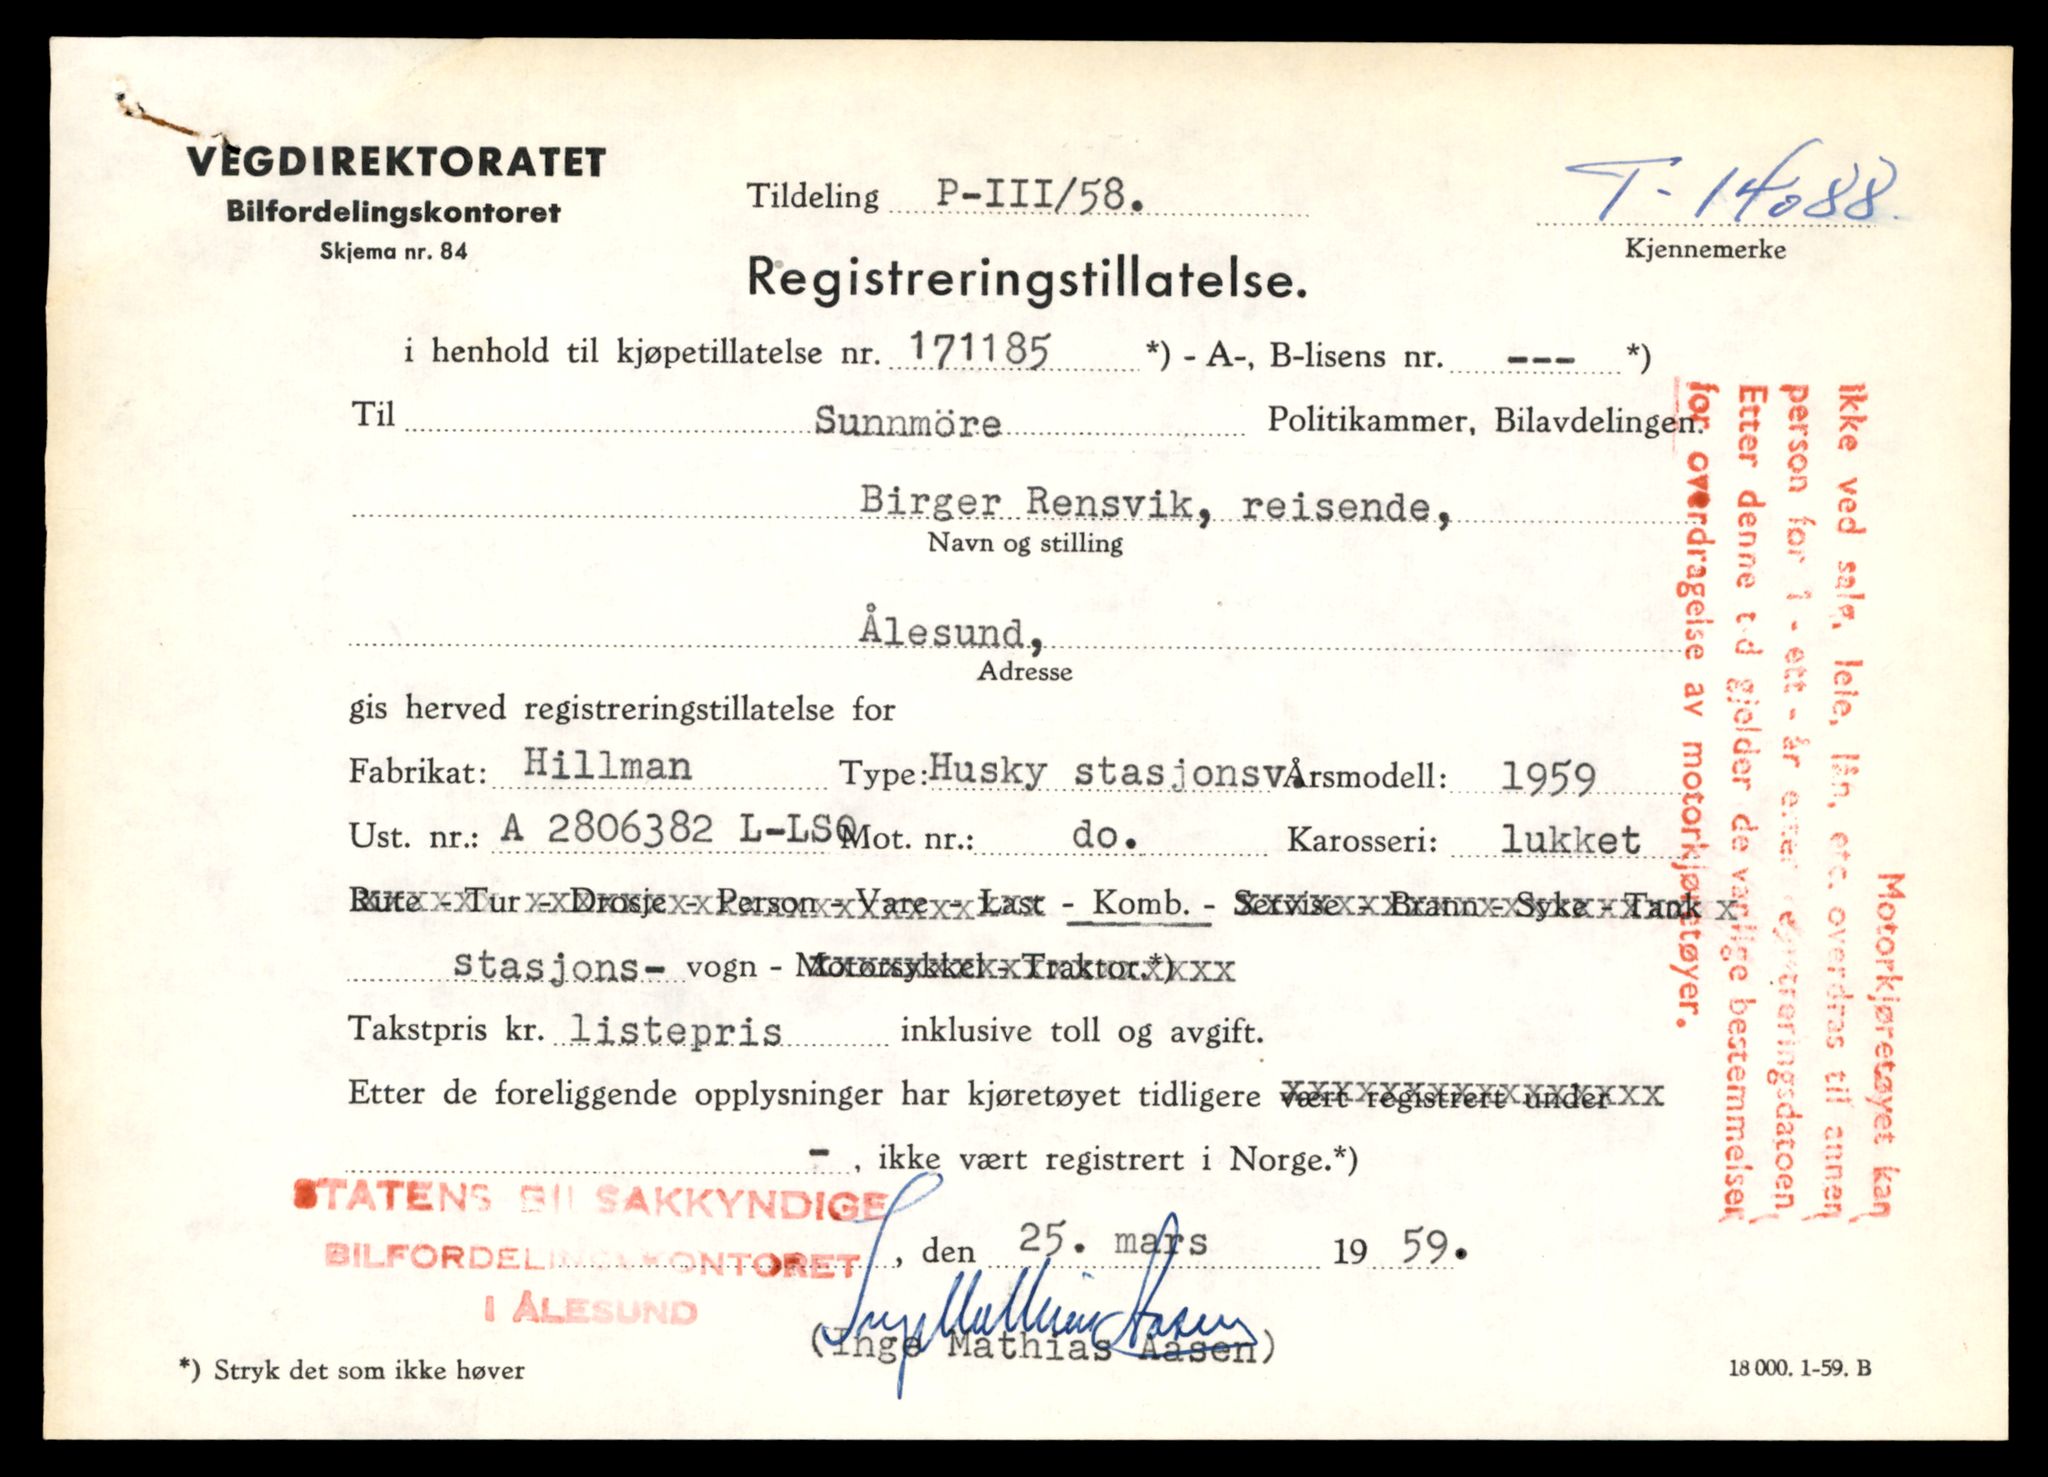 VEGDIREKTORATET
Bilfordelingskontoret
Skjema nr. 84
Tildeling P-III/58.
T-14088.
Kjennemerke
Registreringstillatelse.
i henhold til kjøpetillatelse nr. 171185 *) - A-, B-lisens nr. --- *)
Til Sunnmöre Politikammer, Bilavdelingen.
Birger Rensvik, reisende,
Navn og stilling
Ålesund,
Adresse
gis herved registreringstillatelse for
Fabrikat: Hillman Type: Husky stasjonsv. Årsmodell: 1959
Ust. nr.: A 2806382 L-LSO Mot. nr.: do. Karosseri: lukket
Rute - Tur - Drosje - Person - Vare - Last - Komb. - Servise - Brann - Syke - Tank
stasjons- vogn - Motorsykkel - Traktor.*)
Takstpris kr. listepris inklusive toll og avgift.
Etter de foreliggende opplysninger har kjøretøyet tidligere vært registrert under
- , ikke vært registrert i Norge.*)
STATENS BILSAKKYNDIGE
BILFORDELINGSKONTORET
I ÅLESUND
, den 25. mars 19 59.
Inge Mathias Aasen
(Inge Mathias Aasen)
*) Stryk det som ikke høver
18 000. 1-59. B
Motorkjøretøyet kan
ikke ved salg, leie, lån, etc. overdras til annen
person for 1 - ett - år etter registreringsdatoen
Etter denne tid gjelder de vanlige bestemmelser
for overdragelse av motorkjøretøyer.